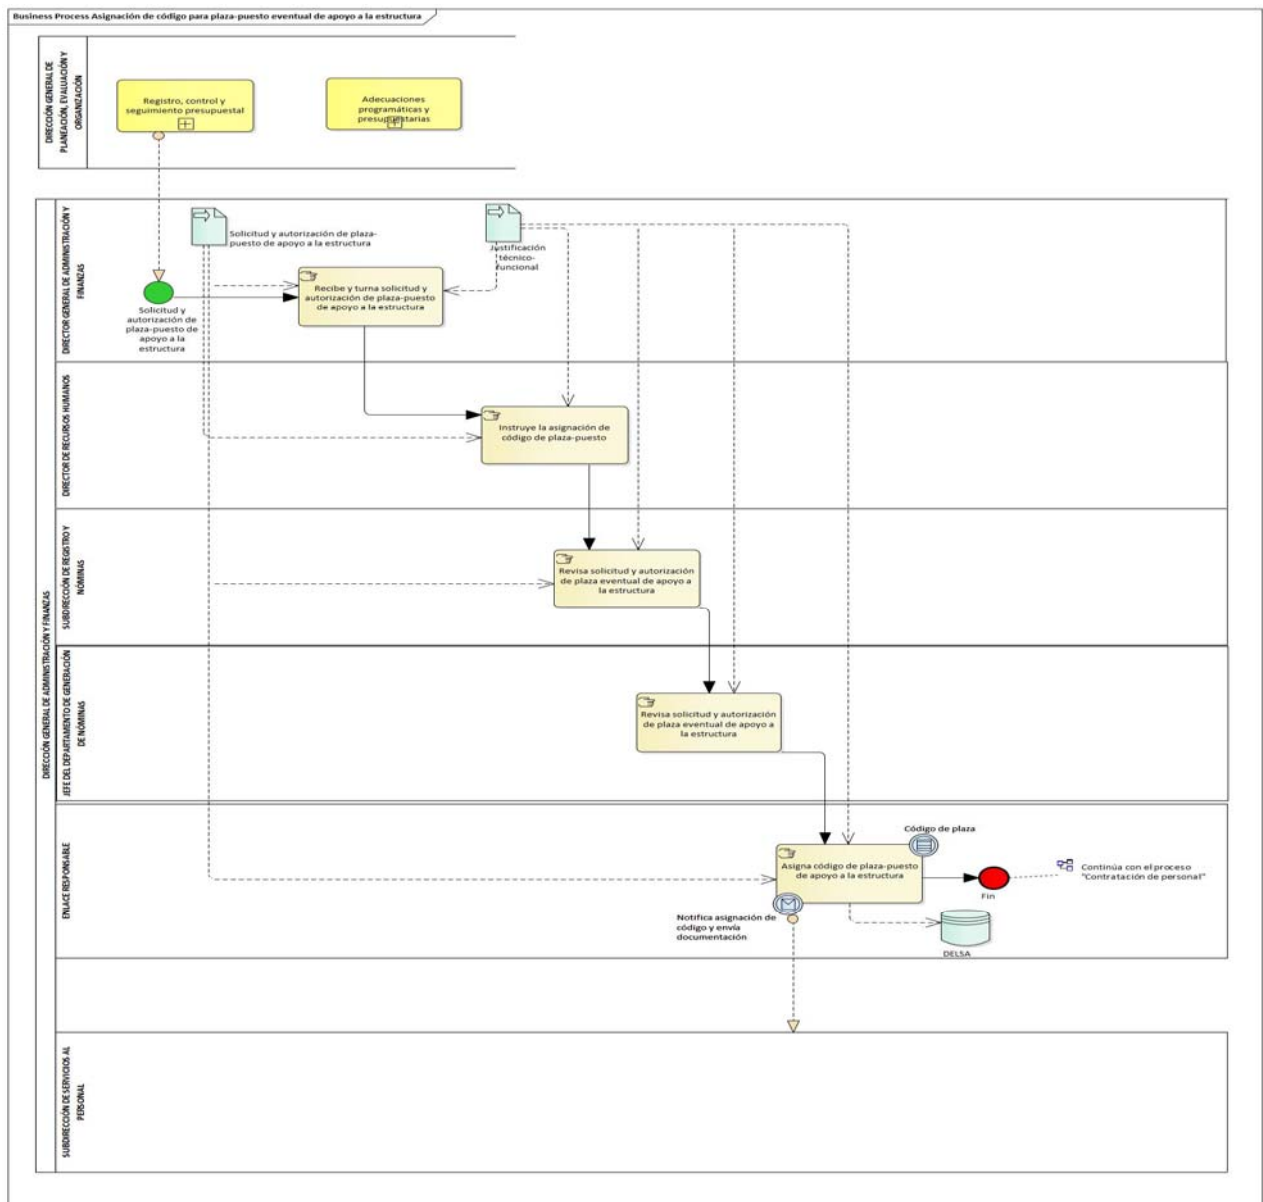 Business Process Asignación de código para plaza-puesto eventual de apoyo a la estructura
DIRECCIÓN GENERAL DE
PLANEACIÓN, EVALUACIÓN Y
ORGANIZACIÓN
Registro, control y
seguimiento presupuestal
Adecuaciones
programáticas y
presupuestarias
DIRECCIÓN GENERAL DE ADMINISTRACIÓN Y FINANZAS
DIRECTOR GENERAL DE ADMINISTRACIÓN Y
FINANZAS
Solicitud y autorización de plaza-
puesto de apoyo a la estructura
Justificación
técnico-
funcional
Recibe y turna solicitud y
autorización de plaza-puesto
de apoyo a la estructura
Solicitud y
autorización de
plaza-puesto de
apoyo a la
estructura
DIRECTOR DE RECURSOS HUMANOS
Instruye la asignación de
código de plaza-puesto
SUBDIRECCIÓN DE REGISTRO Y
NÓMINAS
Revisa solicitud y autorización
de plaza eventual de apoyo a
la estructura
JEFE DEL DEPARTAMENTO DE GENERACIÓN
DE NÓMINAS
Revisa solicitud y autorización
de plaza eventual de apoyo a
la estructura
ENLACE RESPONSABLE
Código de plaza
Asigna código de plaza-puesto
de apoyo a la estructura
Fin
Continúa con el proceso
"Contratación de personal"
Notifica asignación de
código y envía
documentación
DELSA
SUBDIRECCIÓN DE SERVICIOS AL
PERSONAL